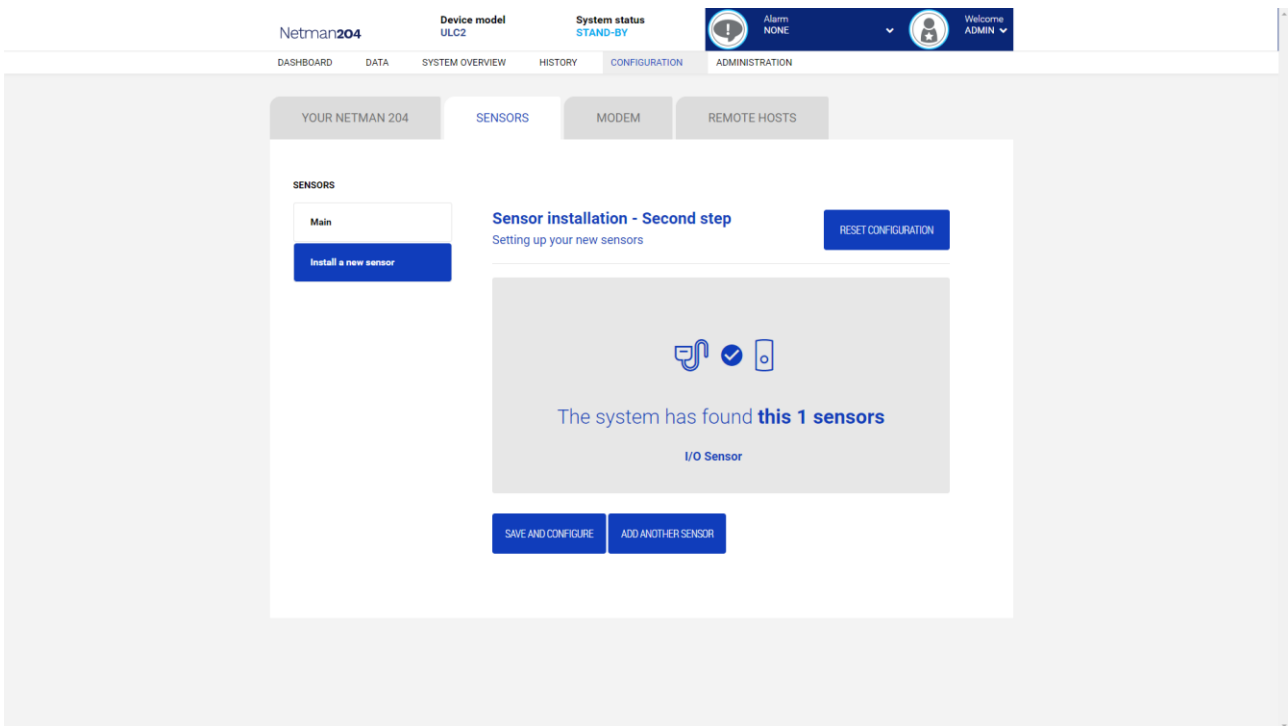 Netman204
Device model
ULC2
System status
STAND-BY
Alarm
NONE
Welcome
ADMIN
DASHBOARD DATA SYSTEM OVERVIEW HISTORY CONFIGURATION ADMINISTRATION
YOUR NETMAN 204 SENSORS MODEM REMOTE HOSTS
SENSORS
Main
Install a new sensor
Sensor installation - Second step
Setting up your new sensors
RESET CONFIGURATION
The system has found this 1 sensors
I/O Sensor
SAVE AND CONFIGURE ADD ANOTHER SENSOR